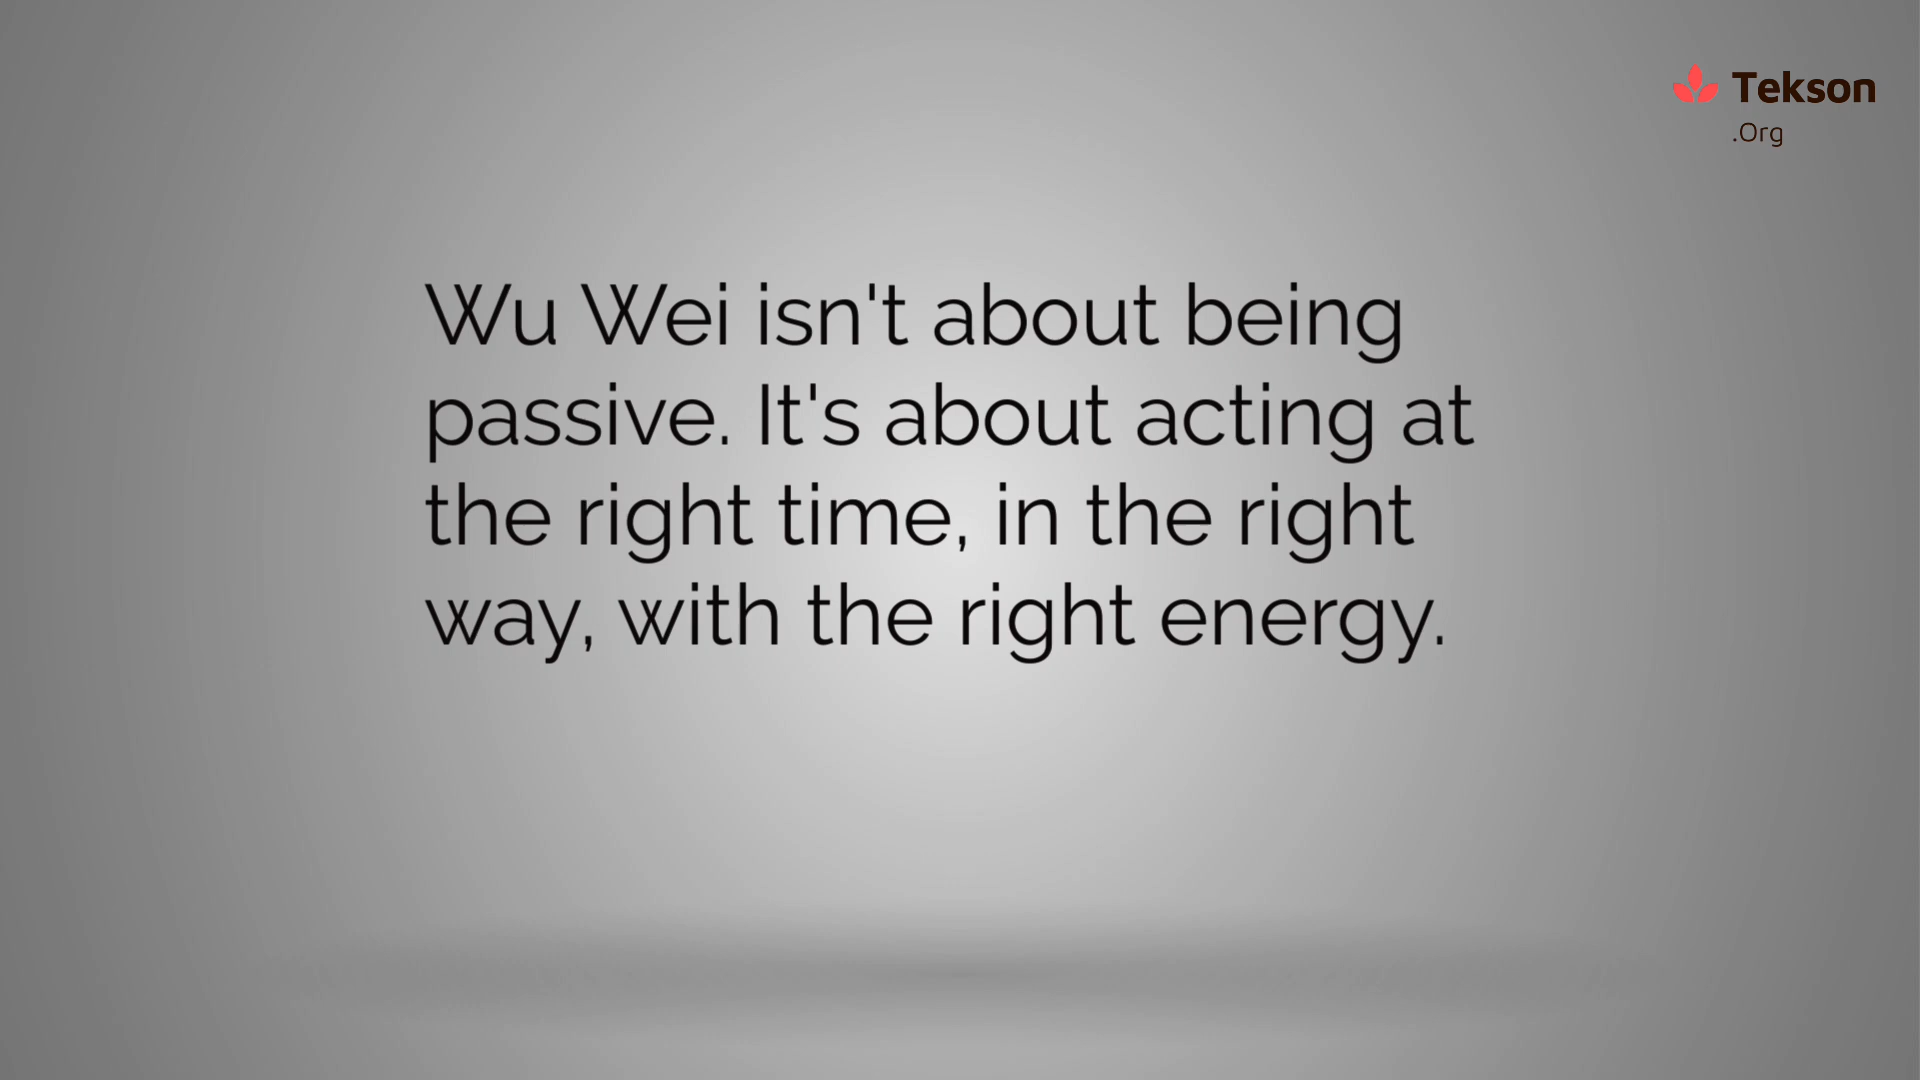 Tekson
.Org
Wu Wei isn't about being
passive. It's about acting at
the right time, in the right
way, with the right energy.